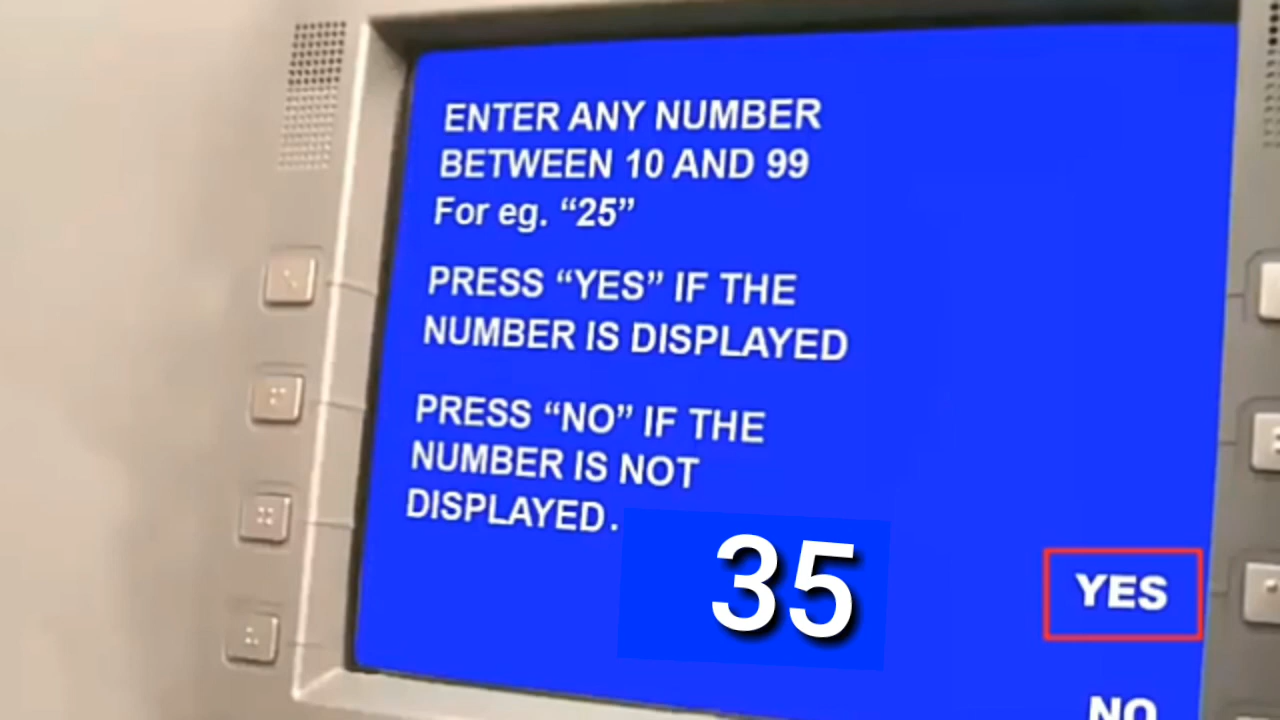 ENTER ANY NUMBER
BETWEEN 10 AND 99
For eg. “25”
PRESS “YES” IF THE
NUMBER IS DISPLAYED
PRESS “NO” IF THE
NUMBER IS NOT
DISPLAYED.
35
YES
NO